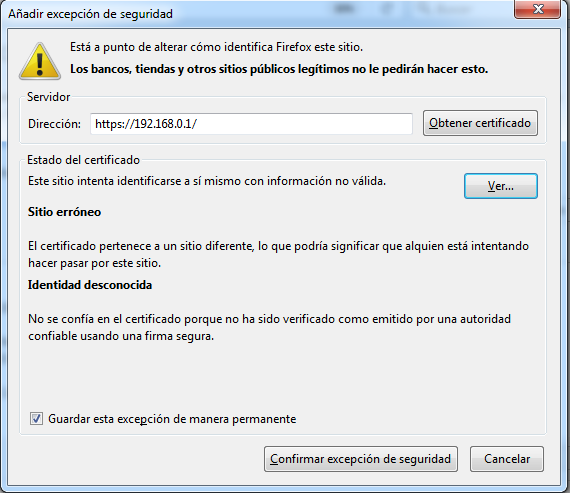 Añadir excepción de seguridad
Está a punto de alterar cómo identifica Firefox este sitio.
Los bancos, tiendas y otros sitios públicos legítimos no le pedirán hacer esto.
Servidor
Dirección: https://192.168.0.1/ Obtener certificado
Estado del certificado
Este sitio intenta identificarse a sí mismo con información no válida. Ver...
Sitio erróneo
El certificado pertenece a un sitio diferente, lo que podría significar que alguien está intentando
hacer pasar por este sitio.
Identidad desconocida
No se confía en el certificado porque no ha sido verificado como emitido por una autoridad
confiable usando una firma segura.
Guardar esta excepción de manera permanente
Confirmar excepción de seguridad Cancelar